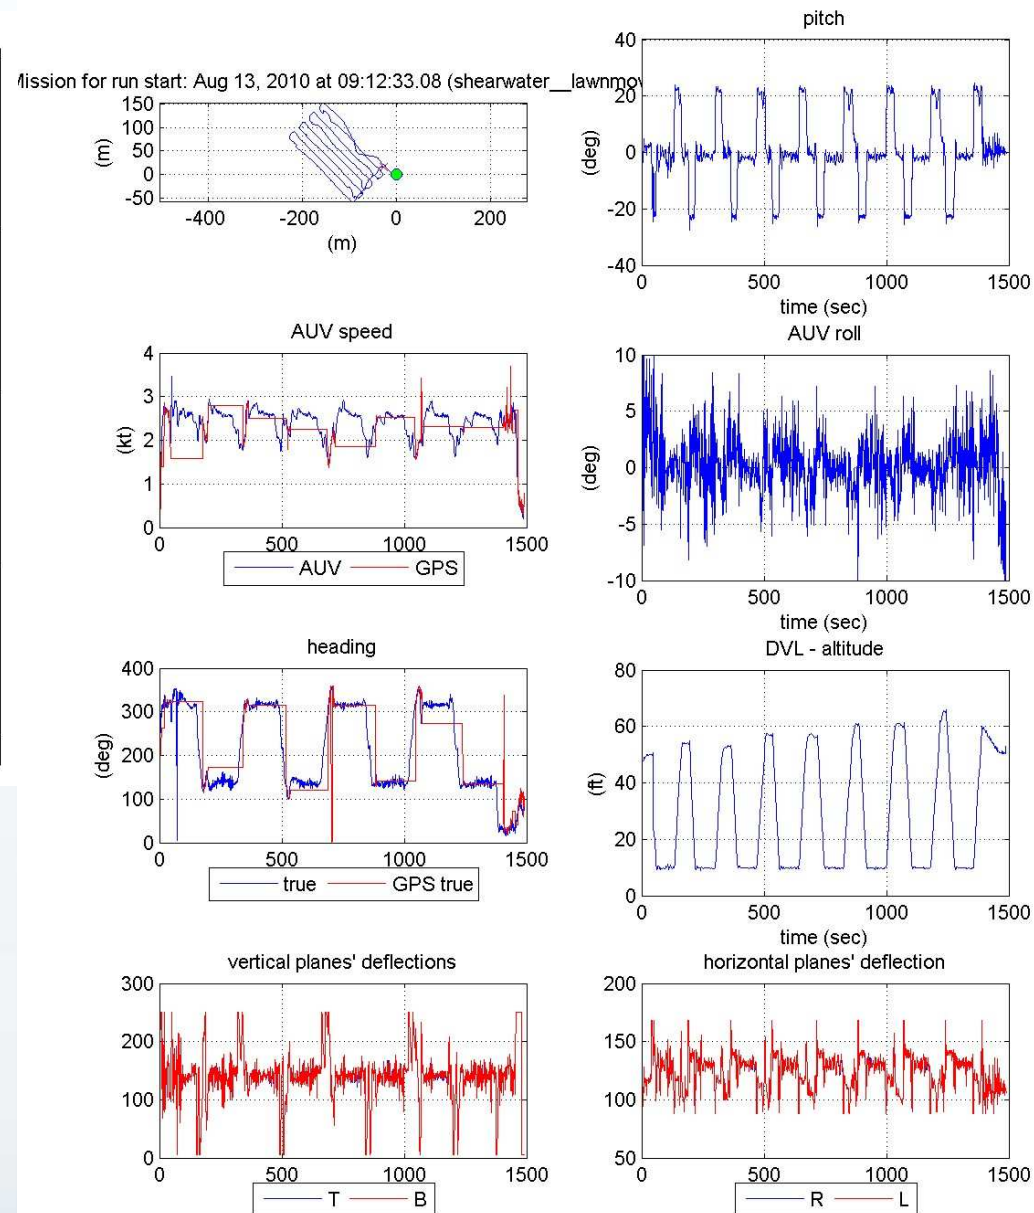 Mission for run start: Aug 13, 2010 at 09:12:33.08 (shearwater__lawnmov
150
100
50
0
-50
(m)
-400 -200 0 200
(m)
pitch
40
20
0
-20
-40
(deg)
0 500 1000 1500
time (sec)
AUV speed
4
3
2
1
0
(kt)
0 500 1000 1500
AUV GPS
AUV roll
10
5
0
-5
-10
(deg)
0 500 1000 1500
time (sec)
heading
400
300
200
100
0
(deg)
0 500 1000 1500
true GPS true
DVL - altitude
80
60
40
20
0
(ft)
0 500 1000 1500
time (sec)
vertical planes' deflections
300
200
100
0
0 500 1000 1500
T B
horizontal planes' deflection
200
150
100
50
0 500 1000 1500
R L